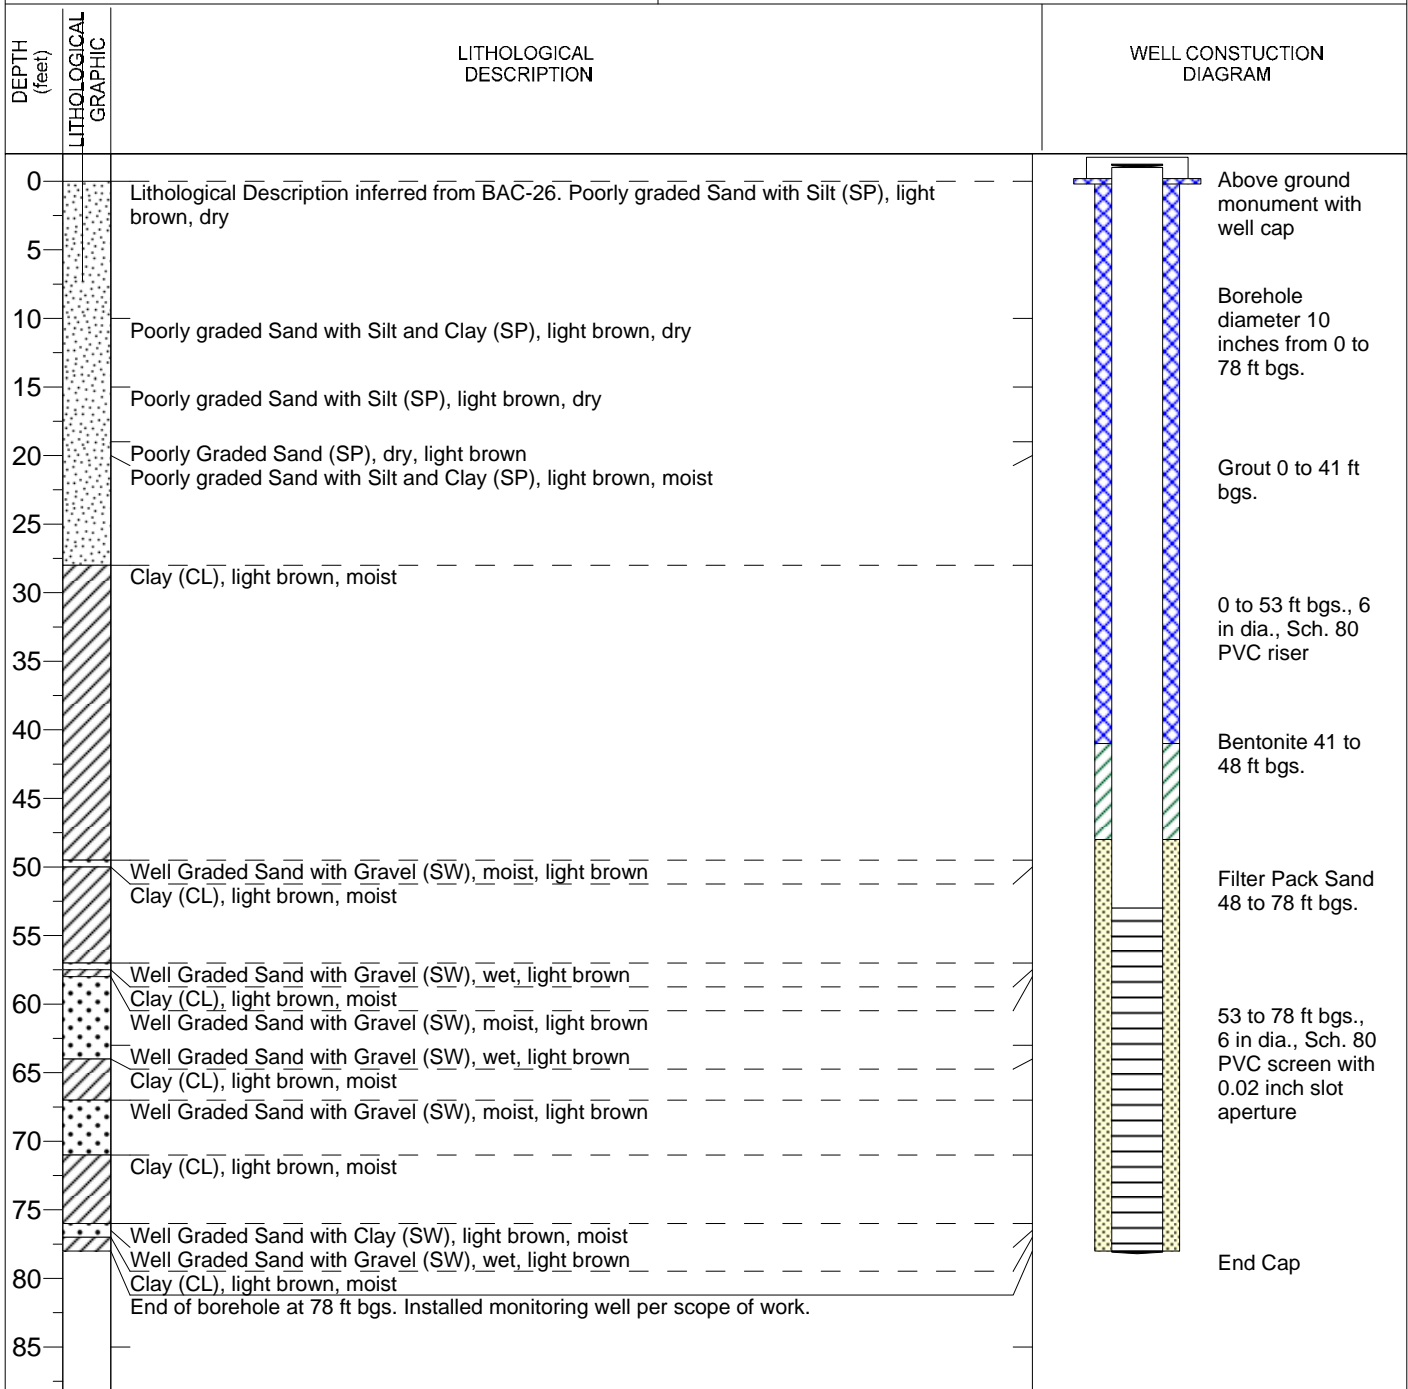 DEPTH
(feet)
LITHOLOGICAL
GRAPHIC
LITHOLOGICAL
DESCRIPTION
WELL CONSTUCTION
DIAGRAM
0
5
10
15
20
25
30
35
40
45
50
55
60
65
70
75
80
85
Lithological Description inferred from BAC-26. Poorly graded Sand with Silt (SP), light
brown, dry
Poorly graded Sand with Silt and Clay (SP), light brown, dry
Poorly graded Sand with Silt (SP), light brown, dry
Poorly Graded Sand (SP), dry, light brown
Poorly graded Sand with Silt and Clay (SP), light brown, moist
Clay (CL), light brown, moist
Well Graded Sand with Gravel (SW), moist, light brown
Clay (CL), light brown, moist
Well Graded Sand with Gravel (SW), wet, light brown
Clay (CL), light brown, moist
Well Graded Sand with Gravel (SW), moist, light brown
Well Graded Sand with Gravel (SW), wet, light brown
Clay (CL), light brown, moist
Well Graded Sand with Gravel (SW), moist, light brown
Clay (CL), light brown, moist
Well Graded Sand with Clay (SW), light brown, moist
Well Graded Sand with Gravel (SW), wet, light brown
Clay (CL), light brown, moist
End of borehole at 78 ft bgs. Installed monitoring well per scope of work.
Above ground
monument with
well cap
Borehole
diameter 10
inches from 0 to
78 ft bgs.
Grout 0 to 41 ft
bgs.
0 to 53 ft bgs., 6
in dia., Sch. 80
PVC riser
Bentonite 41 to
48 ft bgs.
Filter Pack Sand
48 to 78 ft bgs.
53 to 78 ft bgs.,
6 in dia., Sch. 80
PVC screen with
0.02 inch slot
aperture
End Cap